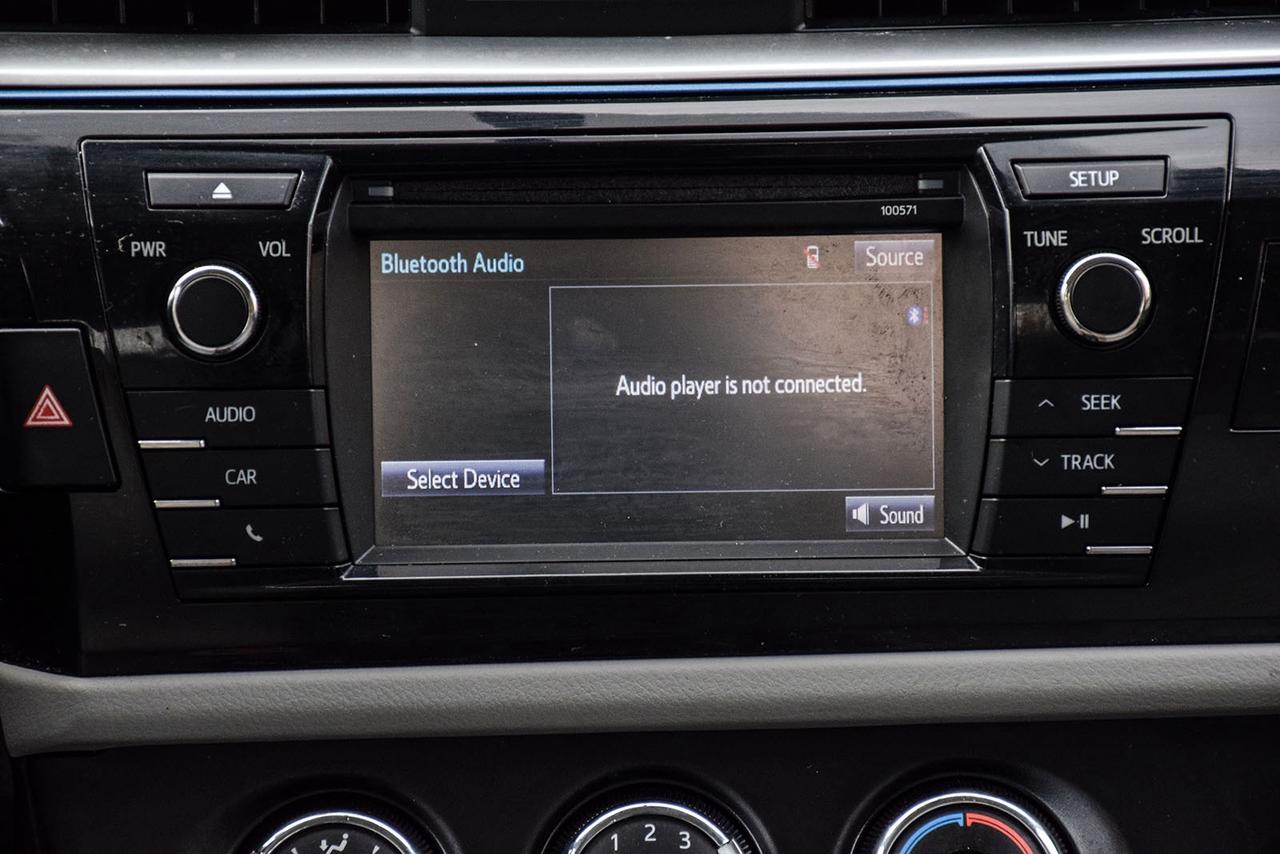 SETUP
100571
PWR VOL
TUNE SCROLL
Bluetooth Audio
Source
Audio player is not connected.
AUDIO
SEEK
CAR
TRACK
Select Device
Sound
1 2 3